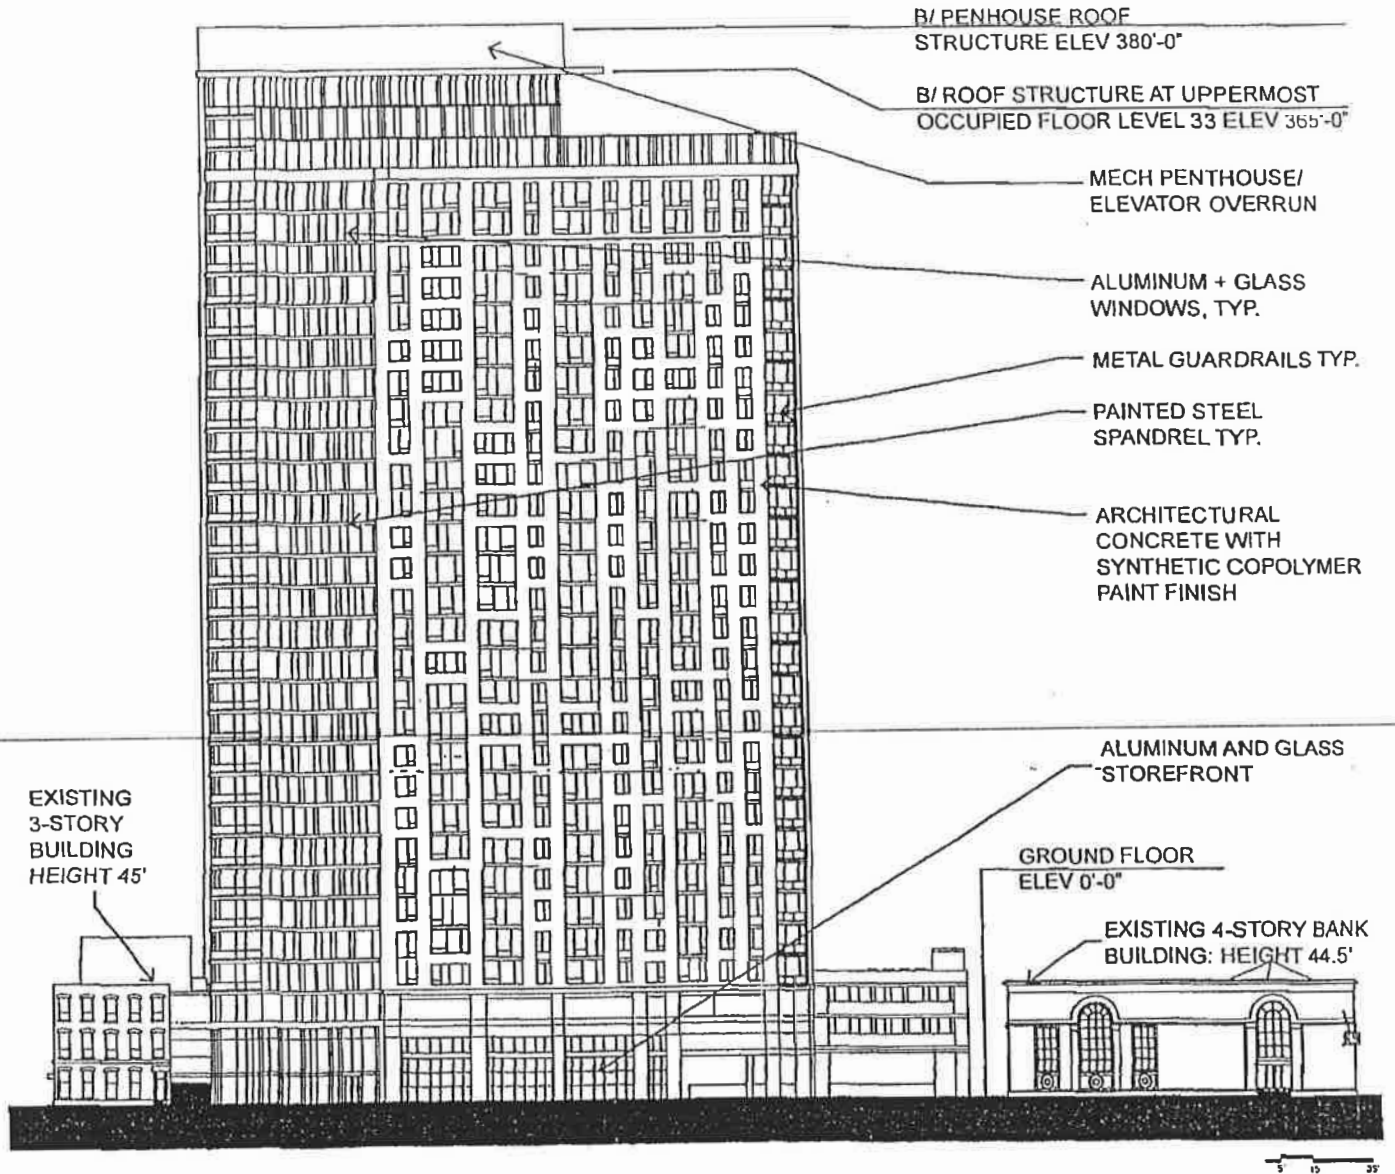 B/ PENHOUSE ROOF
STRUCTURE ELEV 380'-0"
B/ ROOF STRUCTURE AT UPPERMOST
OCCUPIED FLOOR LEVEL 33 ELEV 365'-0"
MECH PENTHOUSE/
ELEVATOR OVERRUN
ALUMINUM + GLASS
WINDOWS, TYP.
METAL GUARDRAILS TYP.
PAINTED STEEL
SPANDREL TYP.
ARCHITECTURAL
CONCRETE WITH
SYNTHETIC COPOLYMER
PAINT FINISH
ALUMINUM AND GLASS
STOREFRONT
EXISTING
3-STORY
BUILDING
HEIGHT 45'
GROUND FLOOR
ELEV 0'-0"
EXISTING 4-STORY BANK
BUILDING: HEIGHT 44.5'
5' 15 35'